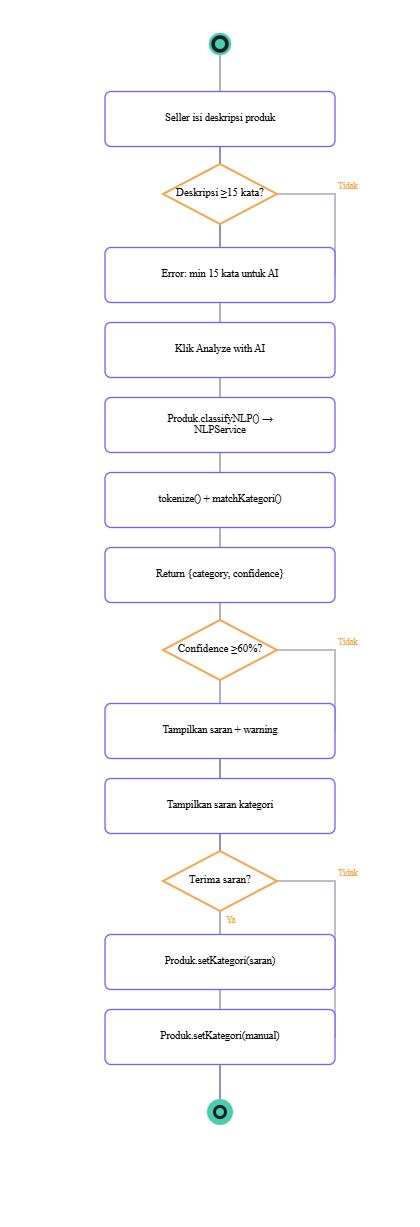 Seller isi deskripsi produk
Deskripsi ≥15 kata?
Tidak
Error: min 15 kata untuk AI
Klik Analyze with AI
Produk.classifyNLP() →
NLPService
tokenize() + matchKategori()
Return {category, confidence}
Confidence ≥60%?
Tidak
Tampilkan saran + warning
Tampilkan saran kategori
Terima saran?
Tidak
Ya
Produk.setKategori(saran)
Produk.setKategori(manual)